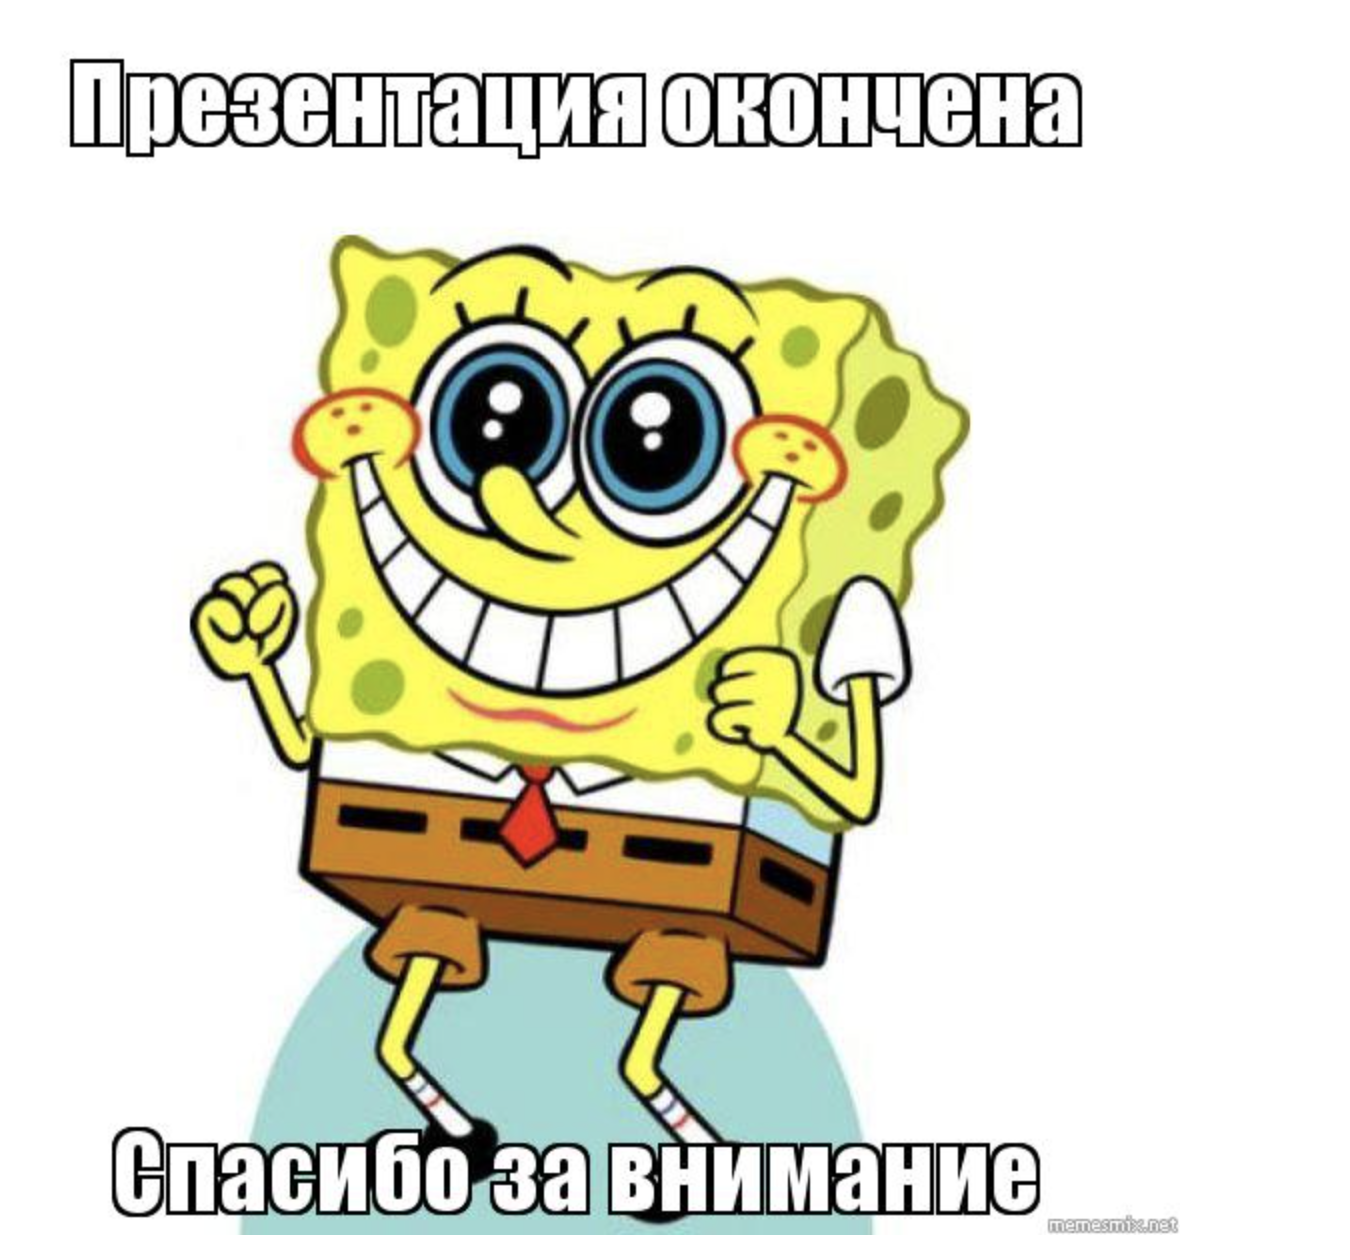 Презентация окончена
Спасибо за внимание
memesmix.net